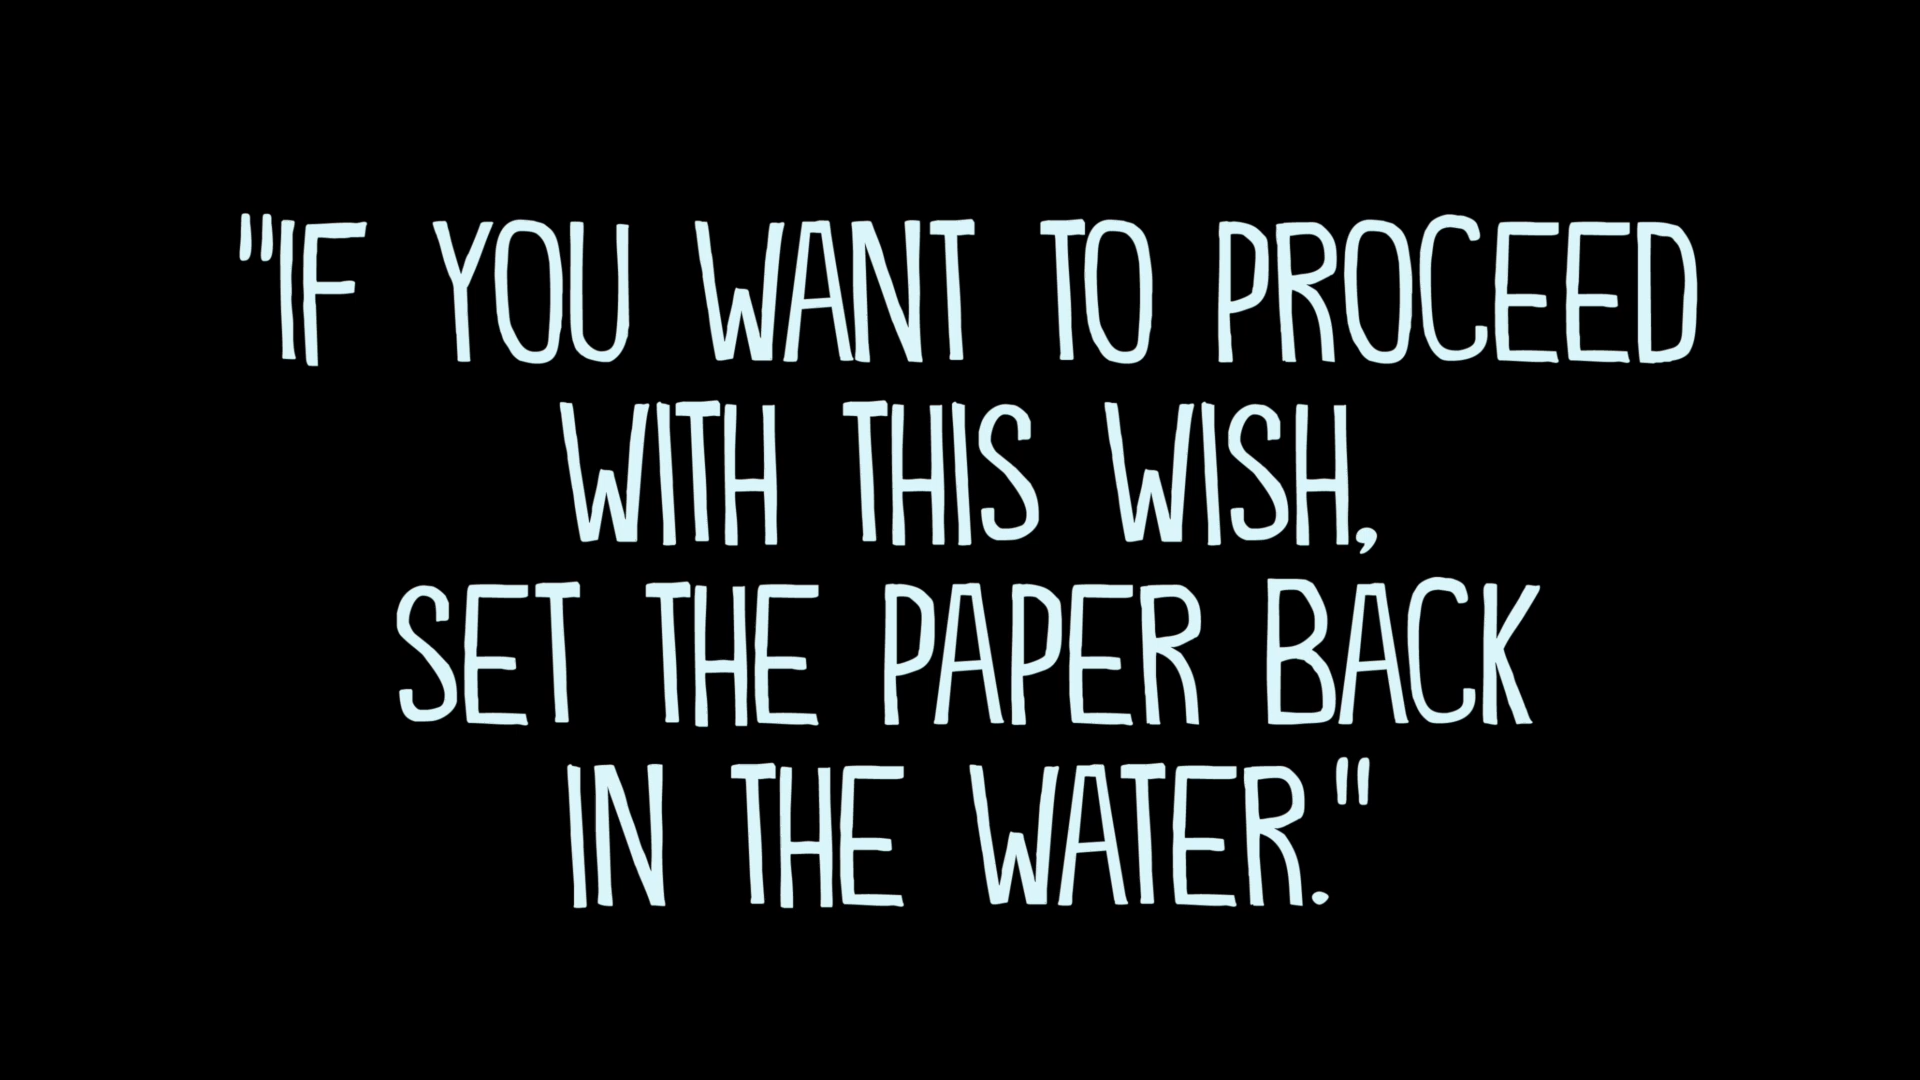 "IF YOU WANT TO PROCEED
WITH THIS WISH,
SET THE PAPER BACK
IN THE WATER."